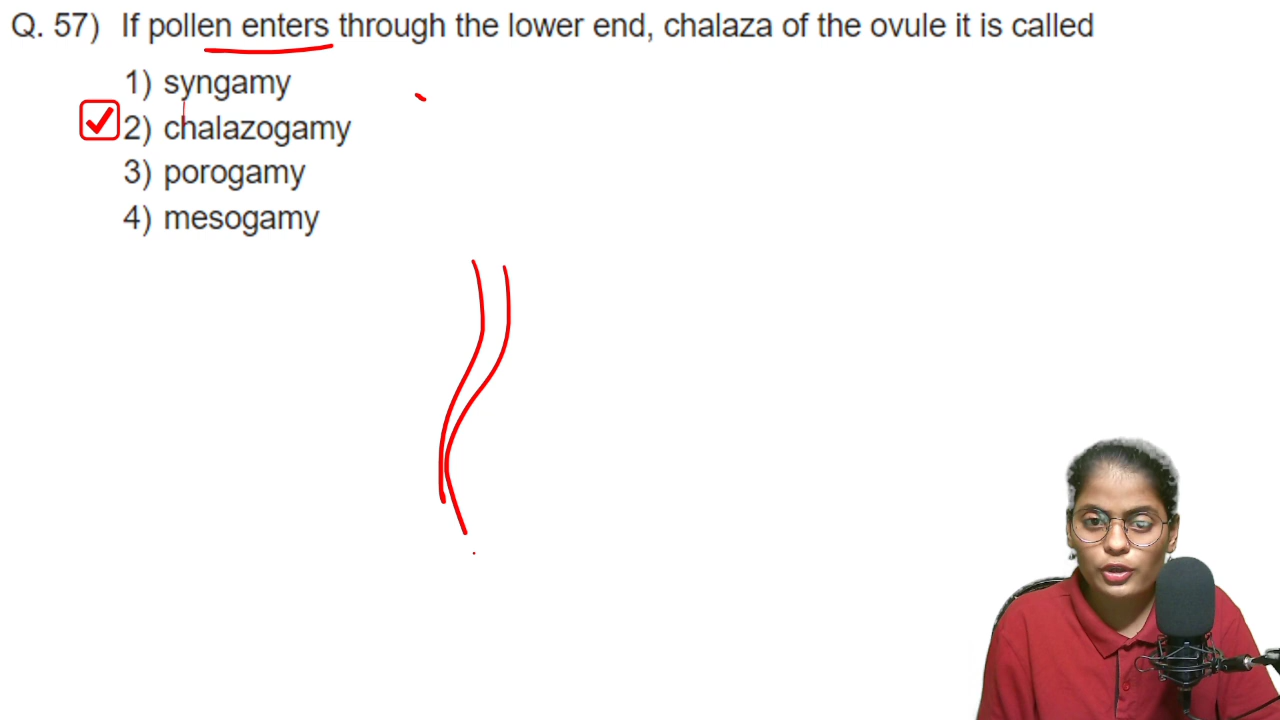 Q. 57) If pollen enters through the lower end, chalaza of the ovule it is called
1) syngamy
2) chalazogamy
3) porogamy
4) mesogamy